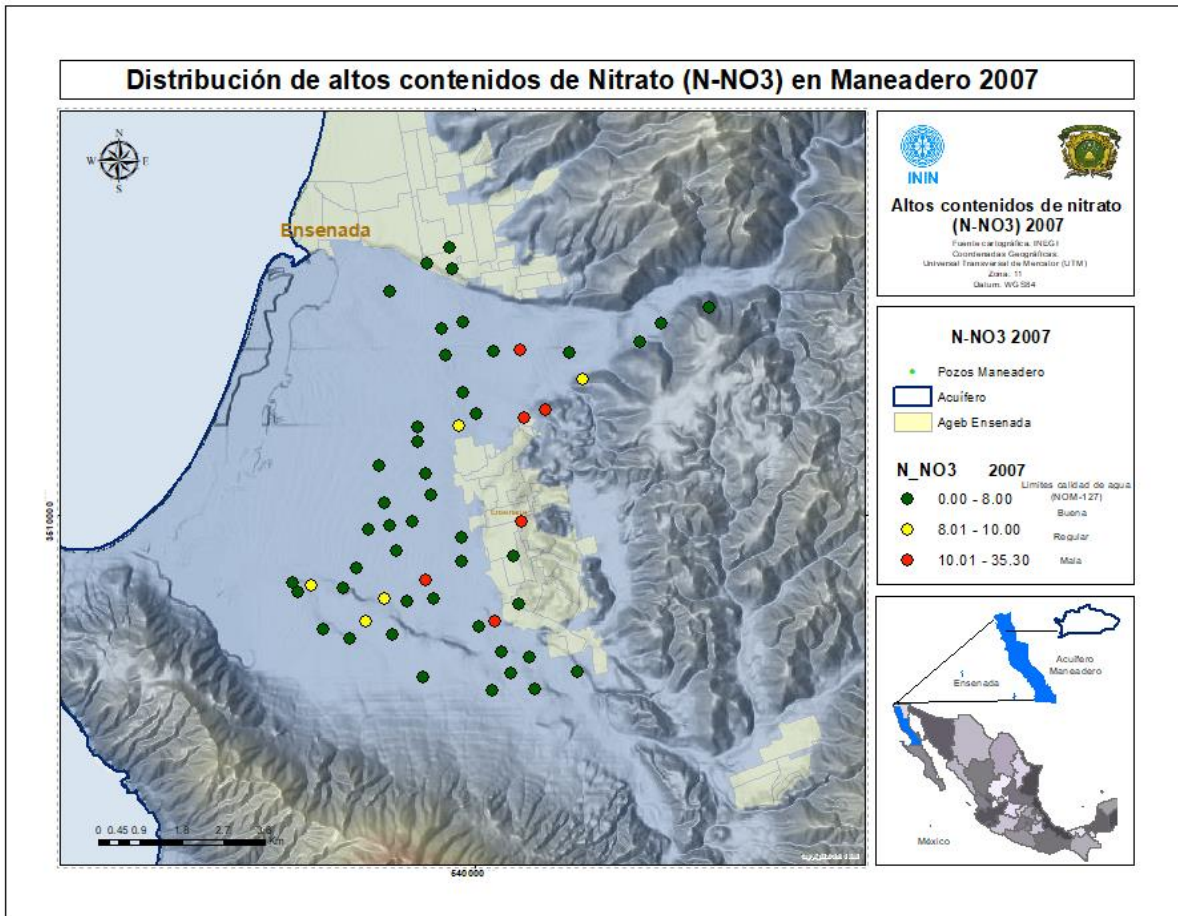 Distribución de altos contenidos de Nitrato (N-NO3) en Maneadero 2007
N
W E
S
Ensenada
3510000
0 0.45 0.9 1.8 2.7 3.6
Km
540 000
ININ
Altos contenidos de nitrato
(N-NO3) 2007
Fuente cartográfica. INEGI
Coordenadas Geográficas.
Universal Transversal de Mercator (UTM)
Zona. 11
Datum. WGS84
N-NO3 2007
Pozos Maneadero
Acuífero
Ageb Ensenada
N_NO3 2007
Limites calidad de agua
(NOM-127)
0.00 - 8.00 Buena
8.01 - 10.00 Regular
10.01 - 35.30 Mala
Ensenada
Acuífero
Maneadero
México